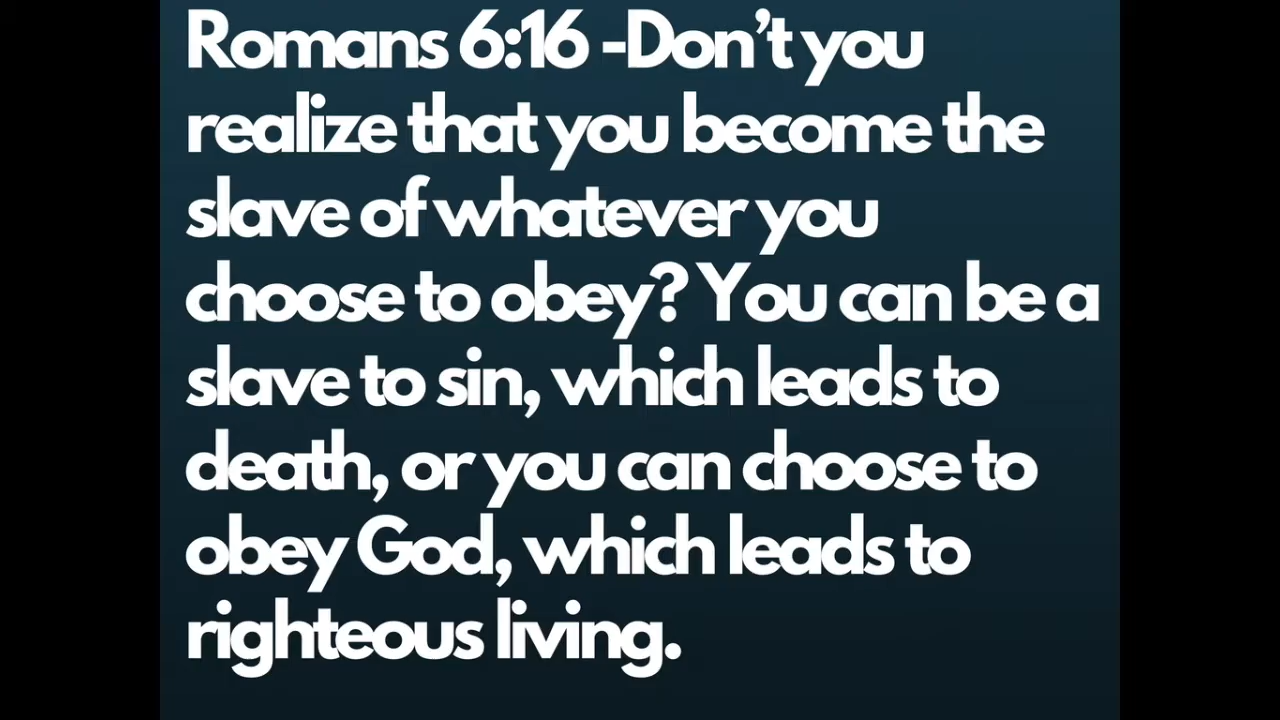 Romans 6:16 -Don’t you
realize that you become the
slave of whatever you
choose to obey? You can be a
slave to sin, which leads to
death, or you can choose to
obey God, which leads to
righteous living.